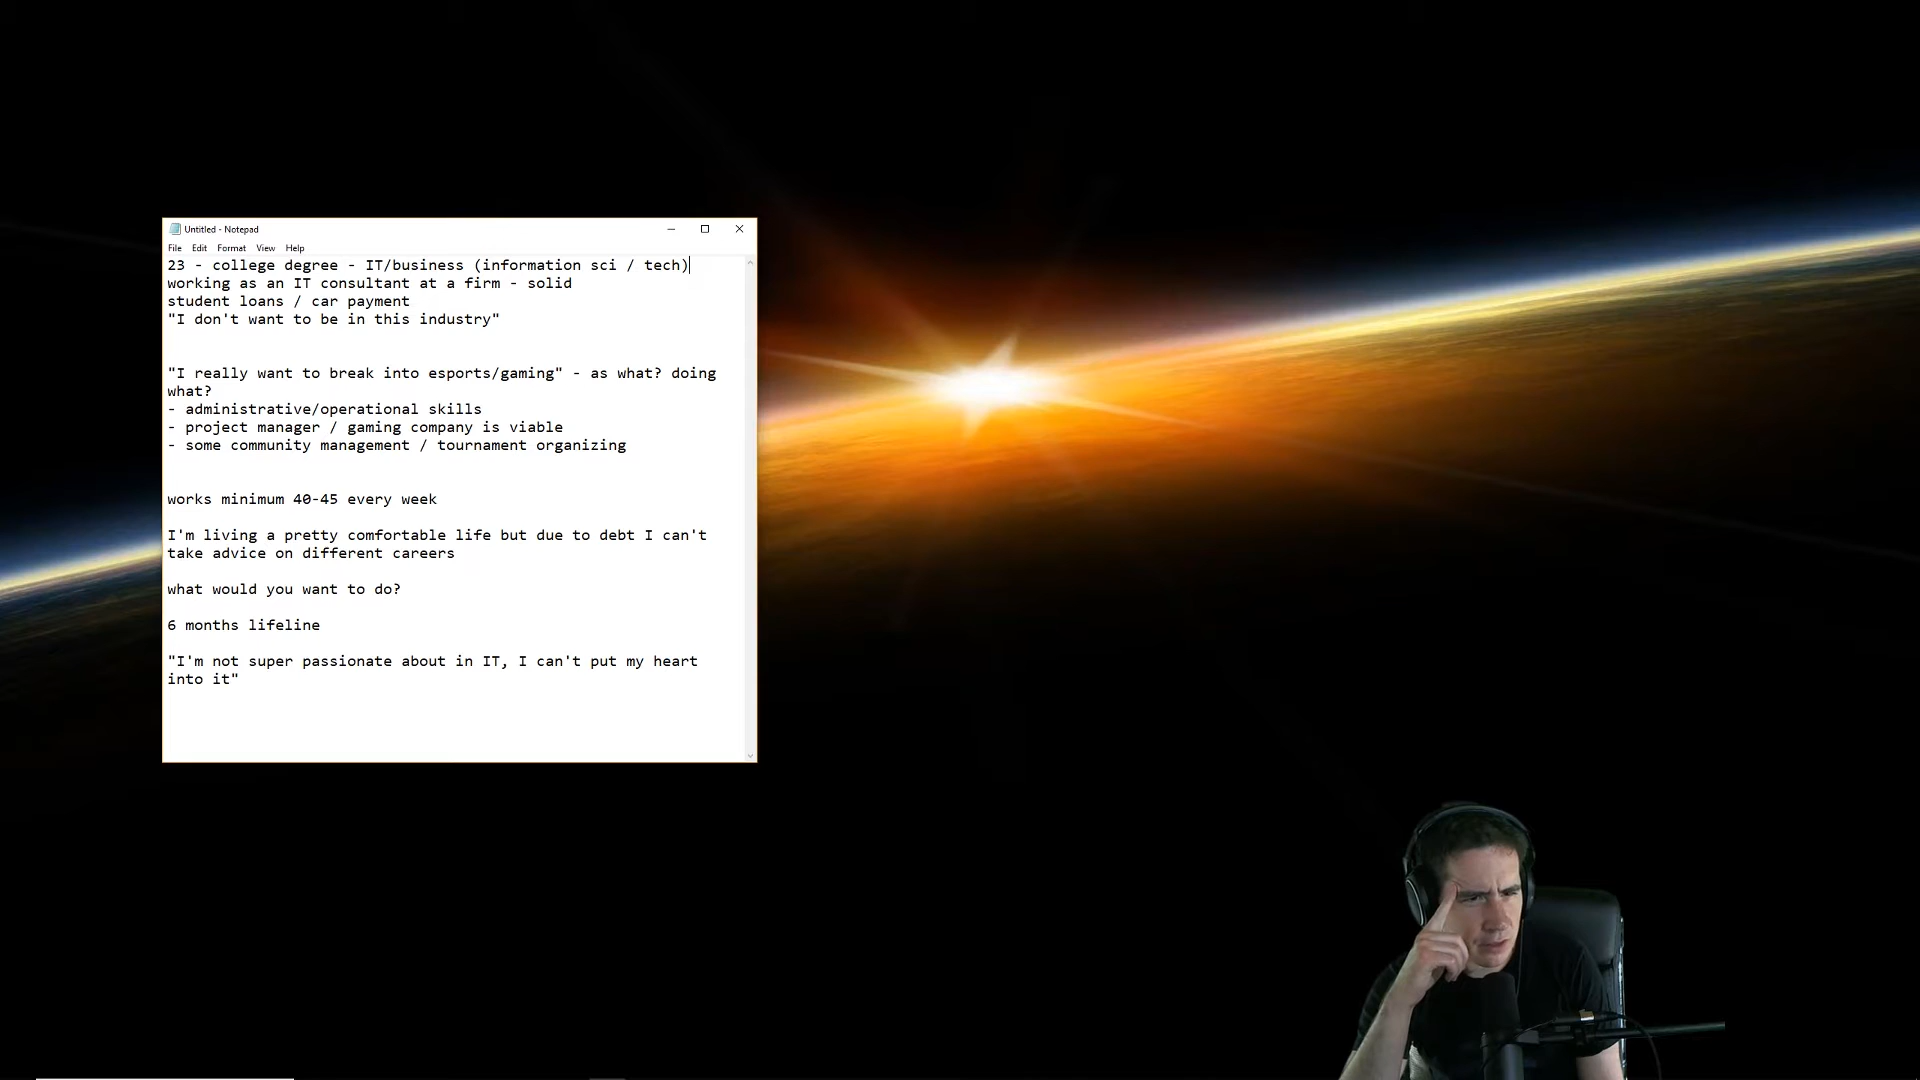 Untitled - Notepad
File Edit Format View Help
23 - college degree - IT/business (information sci / tech)
working as an IT consultant at a firm - solid
student loans / car payment
"I don't want to be in this industry"
"I really want to break into esports/gaming" - as what? doing
what?
- administrative/operational skills
- project manager / gaming company is viable
- some community management / tournament organizing
works minimum 40-45 every week
I'm living a pretty comfortable life but due to debt I can't
take advice on different careers
what would you want to do?
6 months lifeline
"I'm not super passionate about in IT, I can't put my heart
into it"